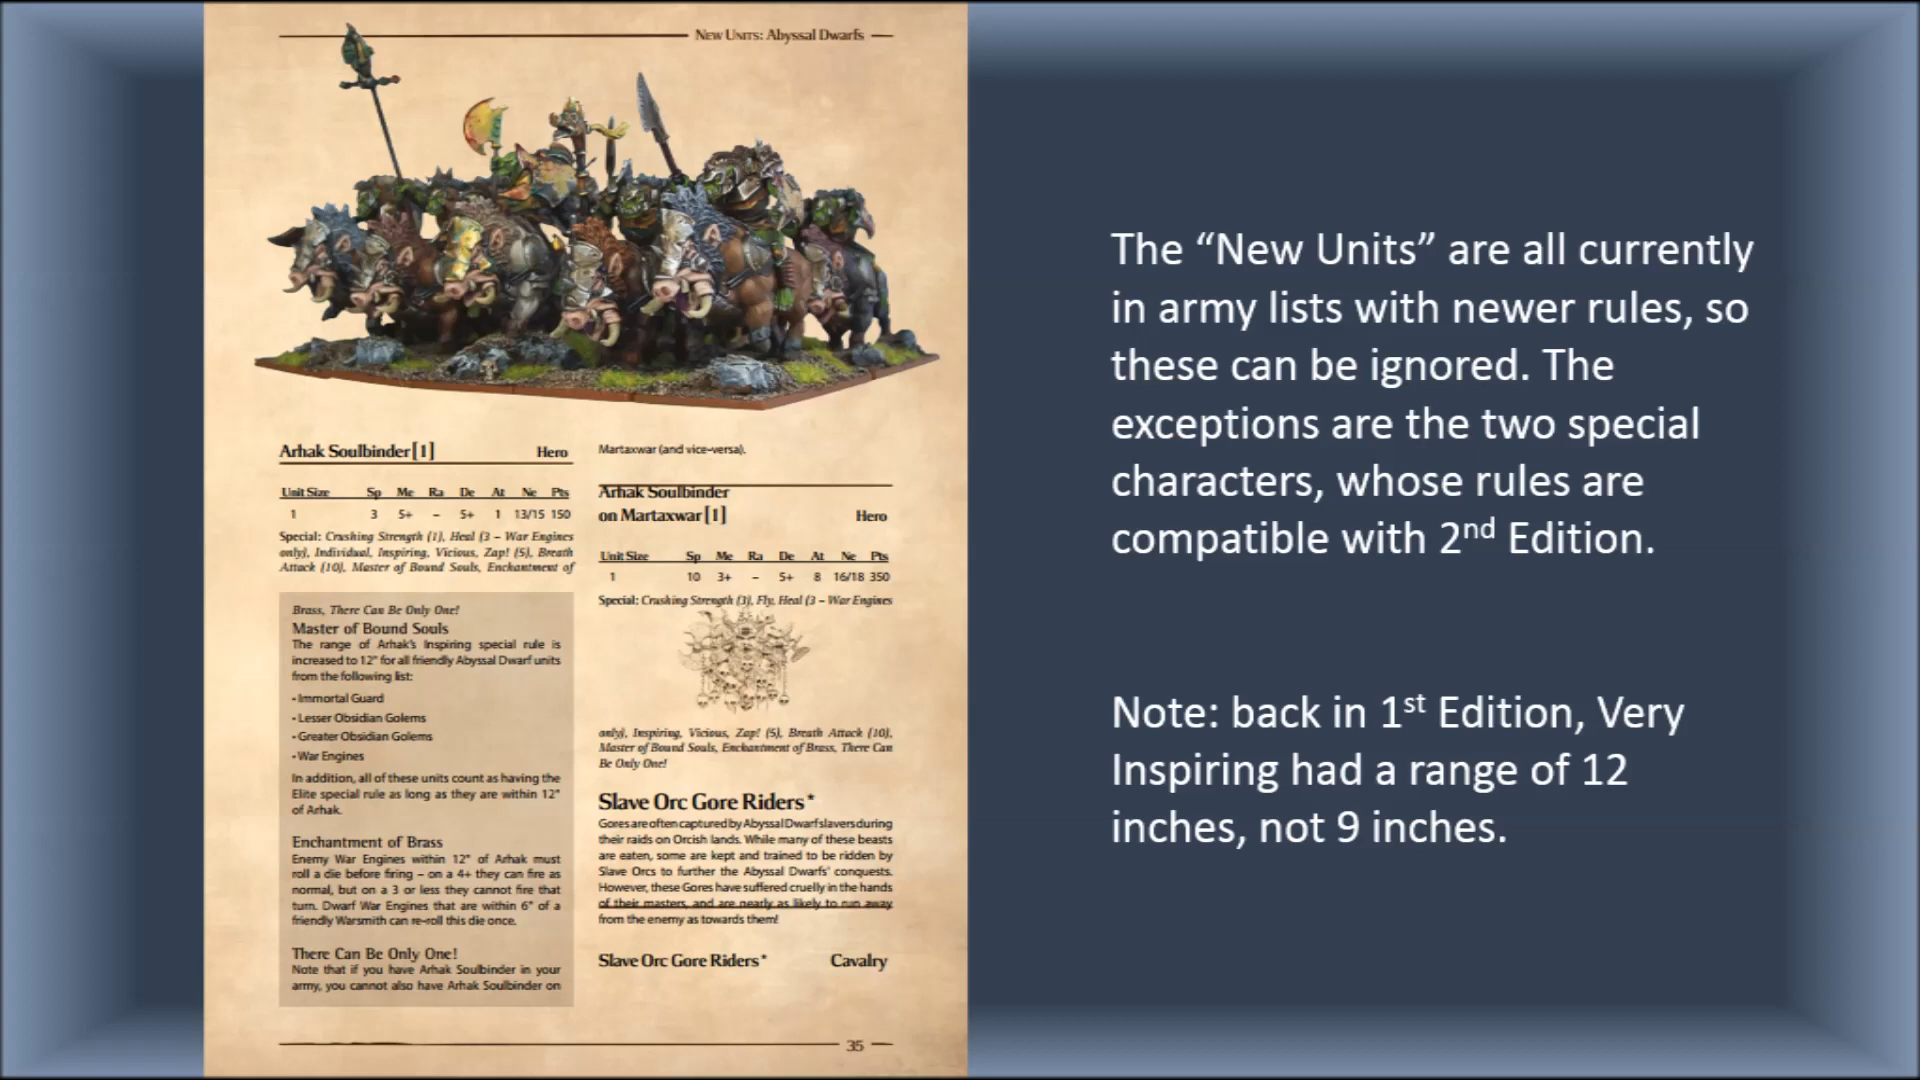 New Units: Abyssal Dwarfs
Arhak Soulbinder [1] Hero
Unit Size Sp Me Ra De At Ne Pts
1 3 5+ – 5+ 1 13/15 150
Special: Crushing Strength (1), Heal (3 – War Engines
only), Individual, Inspiring, Vicious, Zap! (5), Breath
Attack (10), Master of Bound Souls, Enchantment of
Brass, There Can Be Only One!
Master of Bound Souls
The range of Arhak's Inspiring special rule is
increased to 12" for all friendly Abyssal Dwarf units
from the following list:
• Immortal Guard
• Lesser Obsidian Golems
• Greater Obsidian Golems
• War Engines
In addition, all of these units count as having the
Elite special rule as long as they are within 12"
of Arhak.
Enchantment of Brass
Enemy War Engines within 12" of Arhak must
roll a die before firing – on a 4+ they can fire as
normal, but on a 3 or less they cannot fire that
turn. Dwarf War Engines that are within 6" of a
friendly Warsmith can re-roll this die once.
There Can Be Only One!
Note that if you have Arhak Soulbinder in your
army, you cannot also have Arhak Soulbinder on
Martaxwar (and vice-versa).
Arhak Soulbinder
on Martaxwar [1] Hero
Unit Size Sp Me Ra De At Ne Pts
1 10 3+ – 5+ 8 16/18 350
Special: Crushing Strength (3), Fly, Heal (3 – War Engines
only), Inspiring, Vicious, Zap! (5), Breath Attack (10),
Master of Bound Souls, Enchantment of Brass, There Can
Be Only One!
Slave Orc Gore Riders*
Gores are often captured by Abyssal Dwarf slavers during
their raids on Orcish lands. While many of these beasts
are eaten, some are kept and trained to be ridden by
Slave Orcs to further the Abyssal Dwarfs' conquests.
However, these Gores have suffered cruelly in the hands
of their masters, and are nearly as likely to run away
from the enemy as towards them!
Slave Orc Gore Riders* Cavalry
35
The “New Units” are all currently
in army lists with newer rules, so
these can be ignored. The
exceptions are the two special
characters, whose rules are
compatible with 2nd Edition.
Note: back in 1st Edition, Very
Inspiring had a range of 12
inches, not 9 inches.